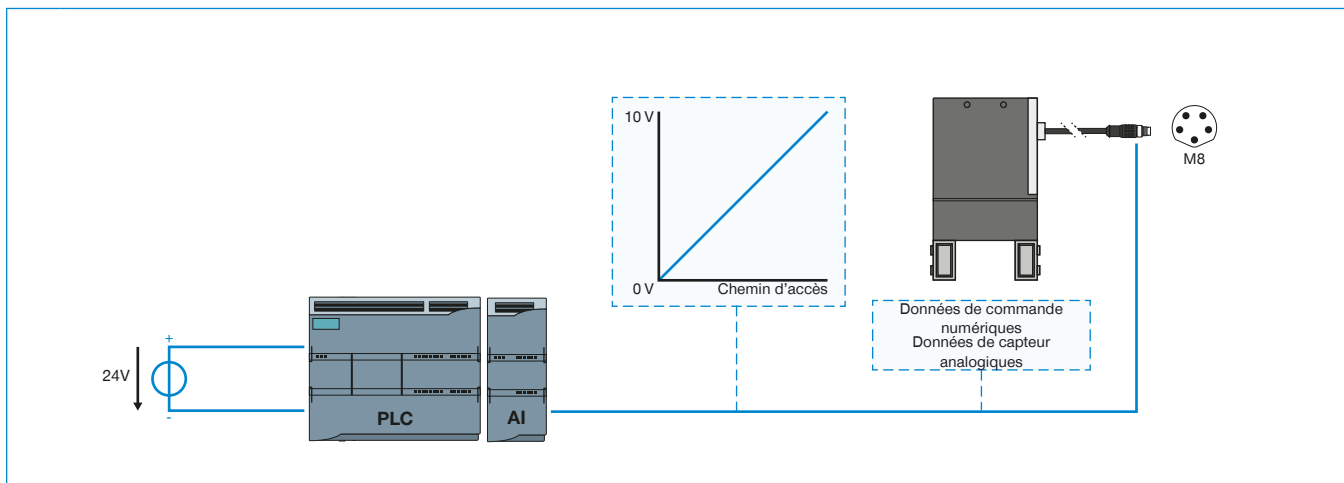 10 V
0 V
Chemin d'accès
M8
Données de commande
numériques
Données de capteur
analogiques
+
24V
-
PLC
AI